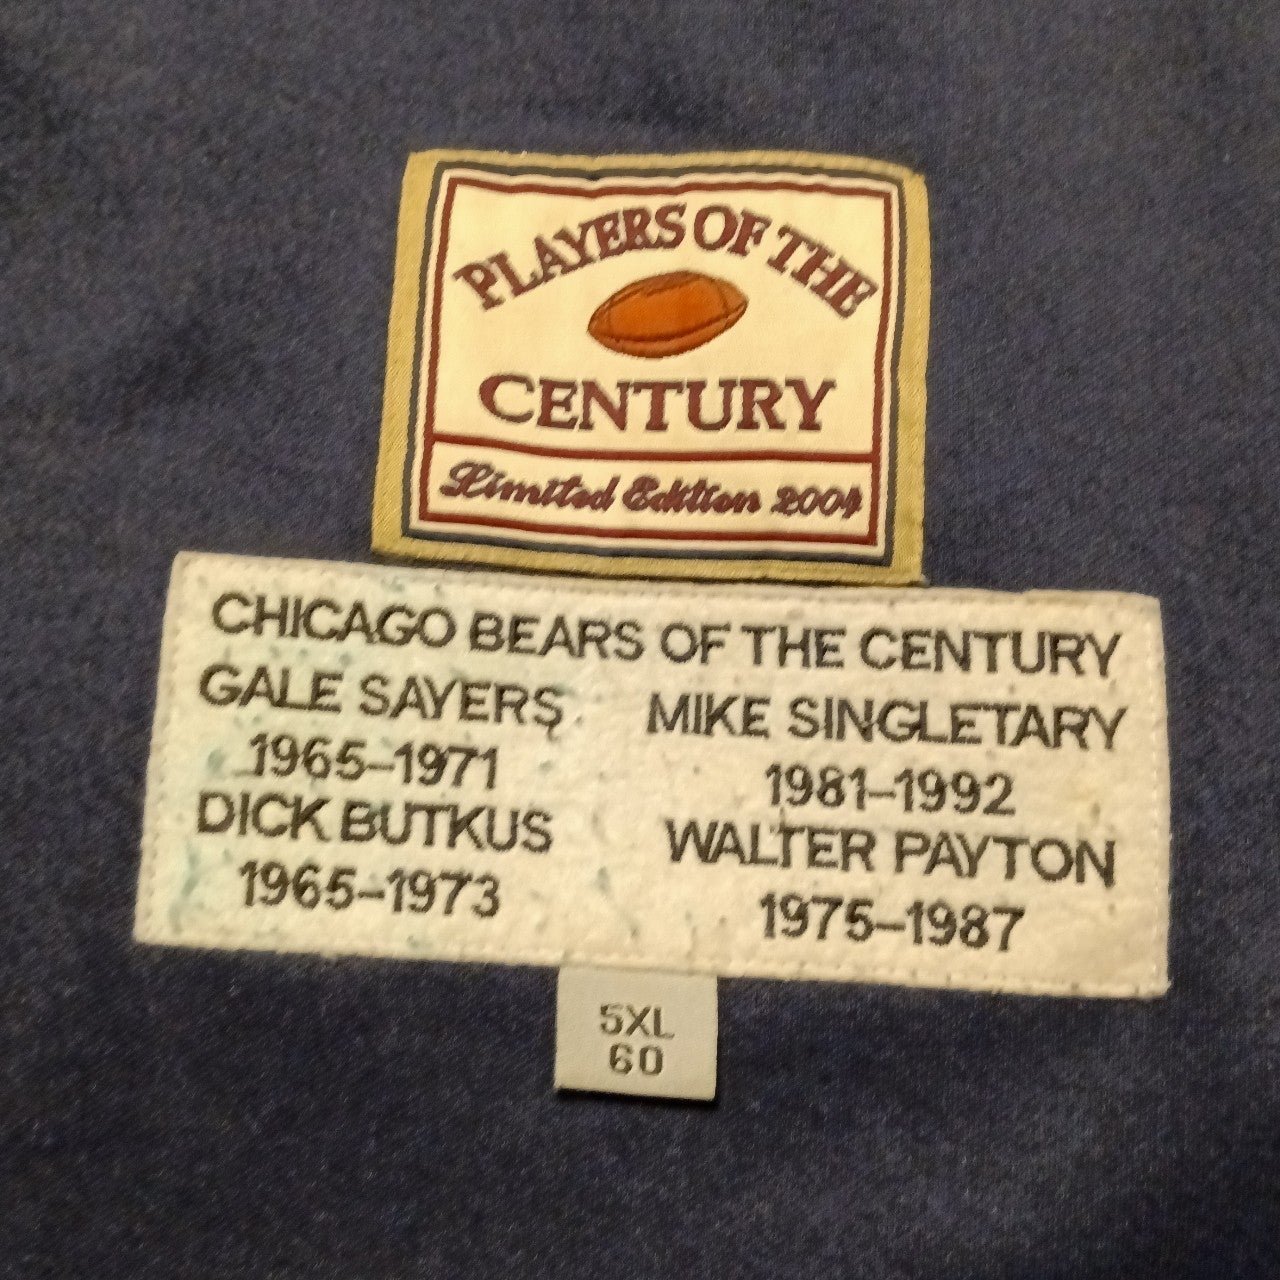 PLAYERS OF THE
CENTURY
Limited Edition 2004
CHICAGO BEARS OF THE CENTURY
GALE SAYERS MIKE SINGLETARY
1965-1971 1981-1992
DICK BUTKUS WALTER PAYTON
1965-1973 1975-1987
5XL
60